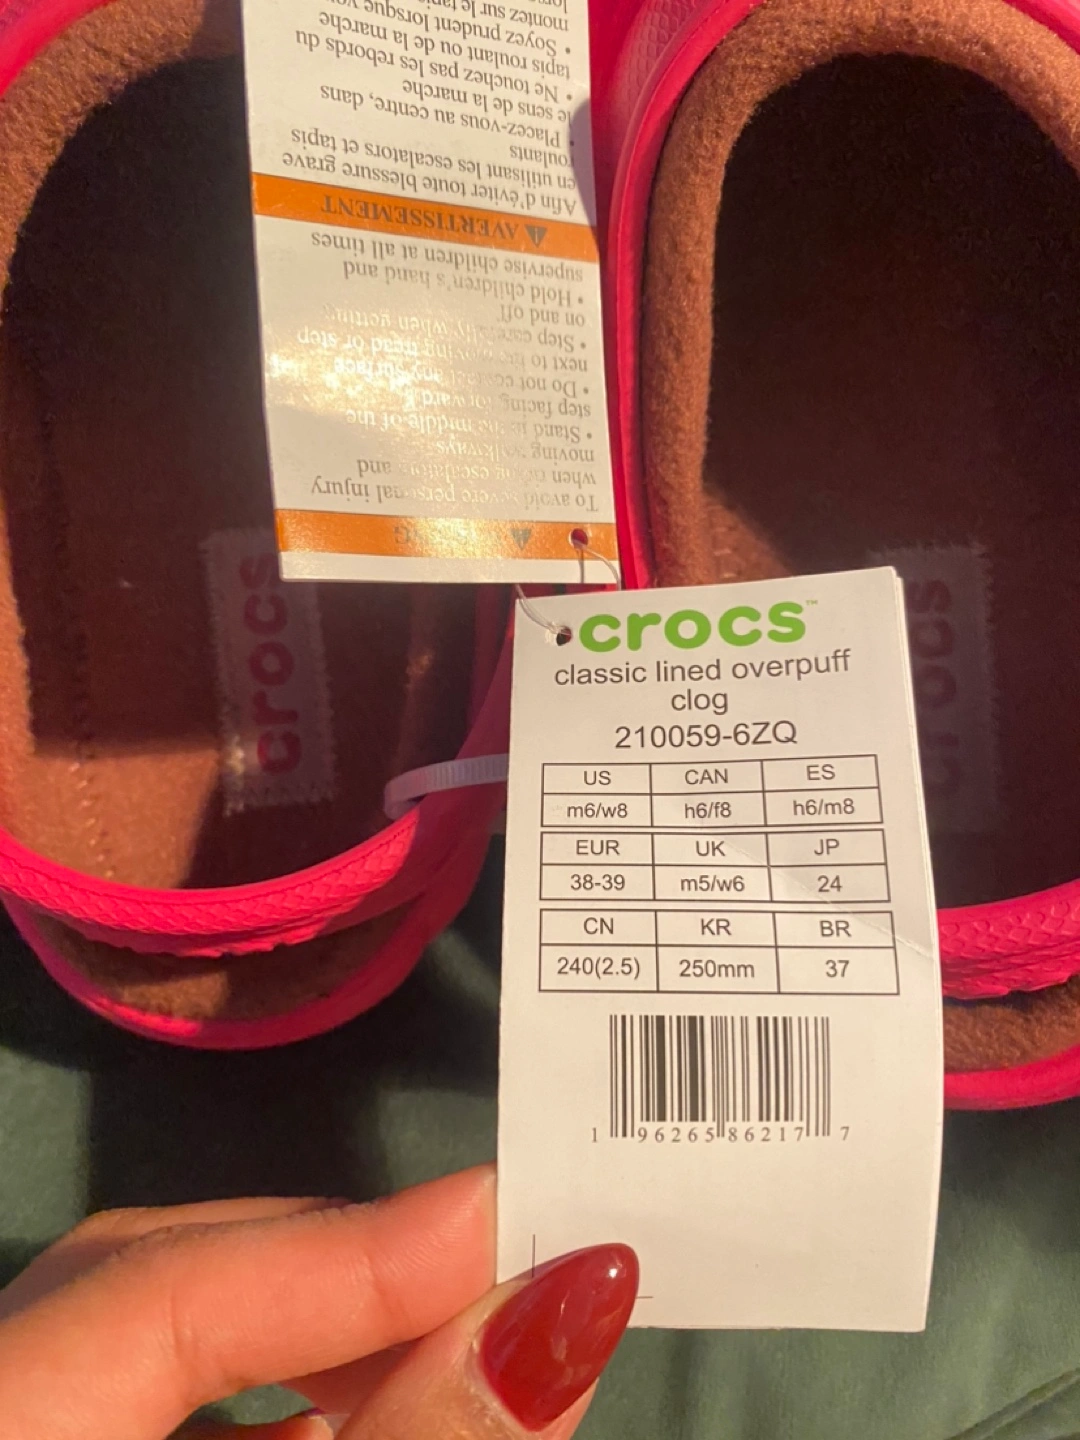 crocs™
classic lined overpuff
clog
210059-6ZQ
US CAN ES
m6/w8 h6/f8 h6/m8
EUR UK JP
38-39 m5/w6 24
CN KR BR
240(2.5) 250mm 37
1 96265 86217 7
To avoid severe personal injury
when riding escalators and
moving walkways:
• Stand in the middle of the
step facing forward
• Do not contact any surface
next to the moving tread or step
• Step carefully when getting
on and off
• Hold children's hand and
supervise children at all times
AVERTISSEMENT
Afin d'éviter toute blessure grave
en utilisant les escalators et tapis
roulants
• Placez-vous au centre, dans
le sens de la marche
• Ne touchez pas les rebords du
tapis roulant ou de la marche
• Soyez prudent lorsque
montez sur le
crocs
crocs